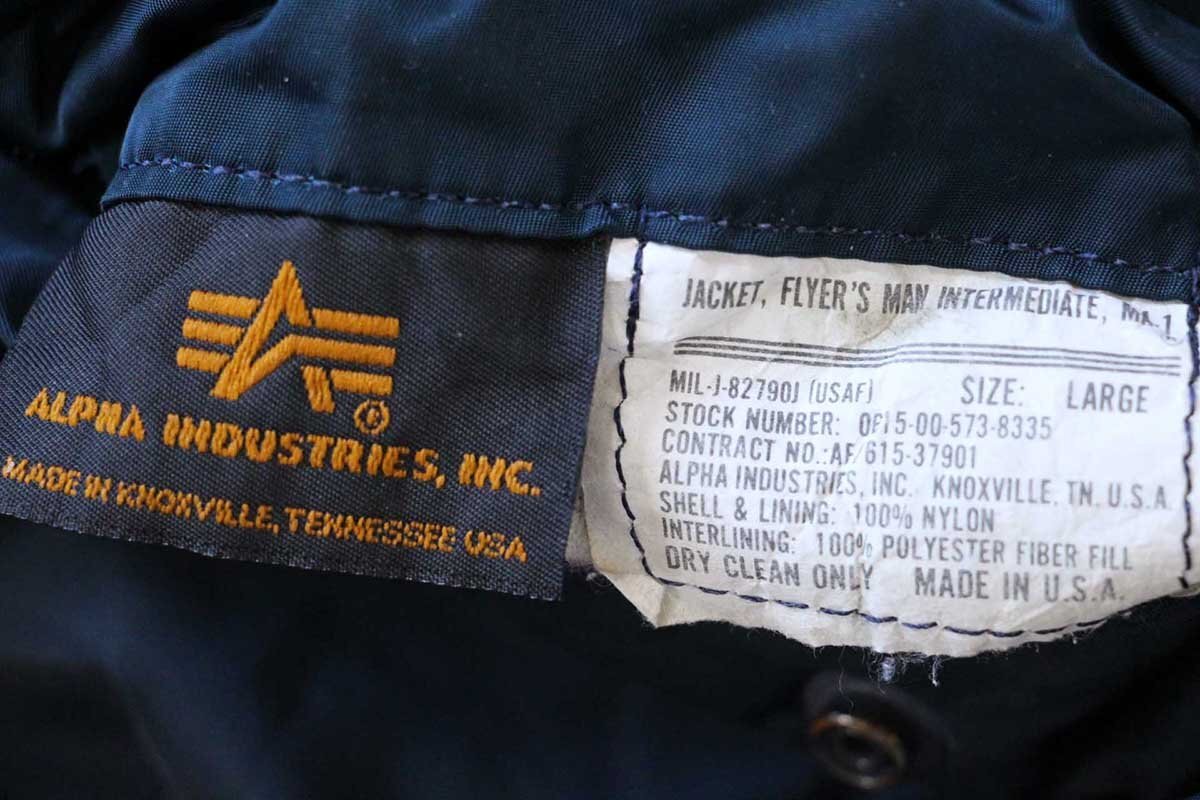 ALPHA INDUSTRIES, INC.
MADE IN KNOXVILLE, TENNESSEE USA
JACKET, FLYER'S MAN INTERMEDIATE, MA-1
MIL-J-82790J (USAF) SIZE: LARGE
STOCK NUMBER: 0F15-00-573-8335
CONTRACT NO.:AF/615-37901
ALPHA INDUSTRIES, INC. KNOXVILLE. TN. U.S.A.
SHELL & LINING: 100% NYLON
INTERLINING: 100% POLYESTER FIBER FILL
DRY CLEAN ONLY MADE IN U.S.A.